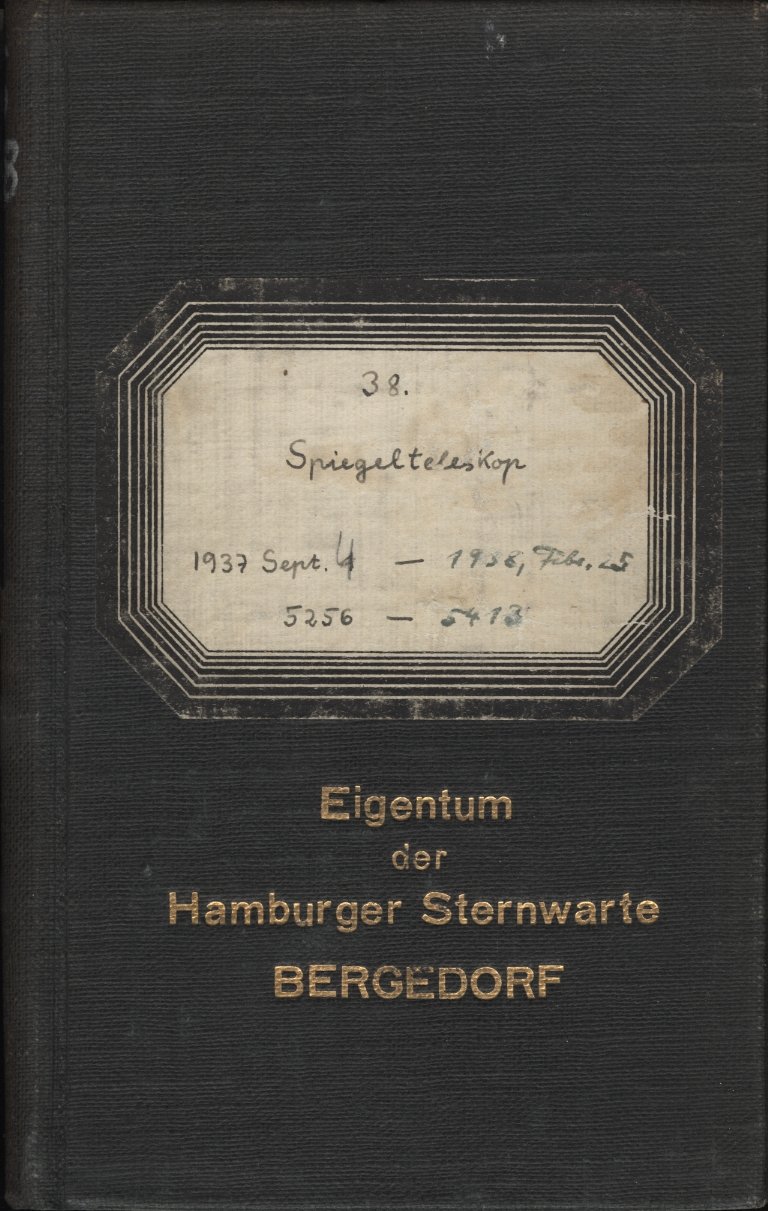 38.
Spiegelteleskop
1937 Sept. 4 — 1938, Febr. 25
5256 — 5413
Eigentum
der
Hamburger Sternwarte
BERGEDORF